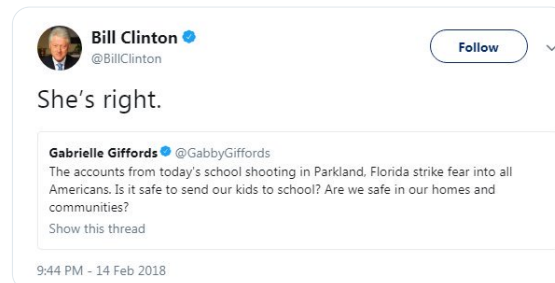 Bill Clinton
@BillClinton
Follow
She's right.
Gabrielle Giffords @GabbyGiffords
The accounts from today's school shooting in Parkland, Florida strike fear into all
Americans. Is it safe to send our kids to school? Are we safe in our homes and
communities?
Show this thread
9:44 PM - 14 Feb 2018